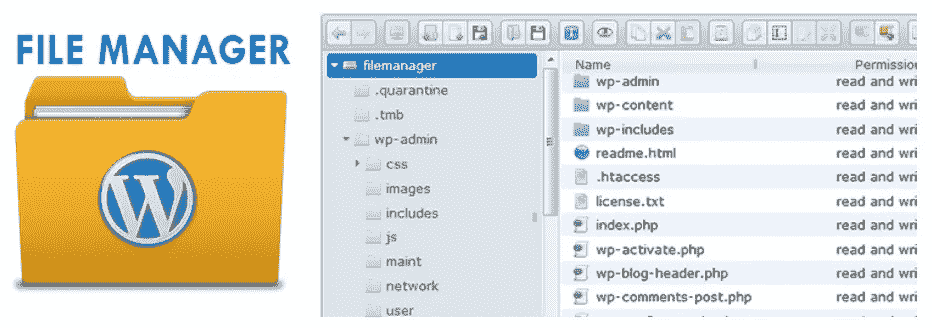 FILE MANAGER
W
filemanager
.quarantine
.tmb
wp-admin
css
images
includes
js
maint
network
user
Name Permission
wp-admin read and wri
wp-content read and wri
wp-includes read and wri
readme.html read and wri
.htaccess read and wri
license.txt read and wri
index.php read and wri
wp-activate.php read and wri
wp-blog-header.php read and wri
wp-comments-post.php read and wri